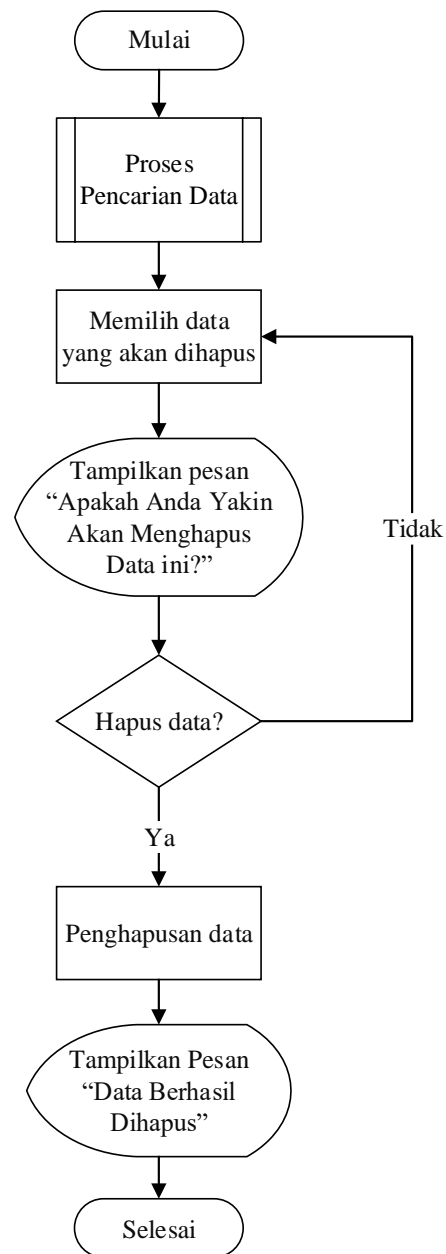 Mulai
Proses
Pencarian Data
Memilih data
yang akan dihapus
Tampilkan pesan
“Apakah Anda Yakin
Akan Menghapus
Data ini?”
Tidak
Hapus data?
Ya
Penghapusan data
Tampilkan Pesan
“Data Berhasil
Dihapus”
Selesai